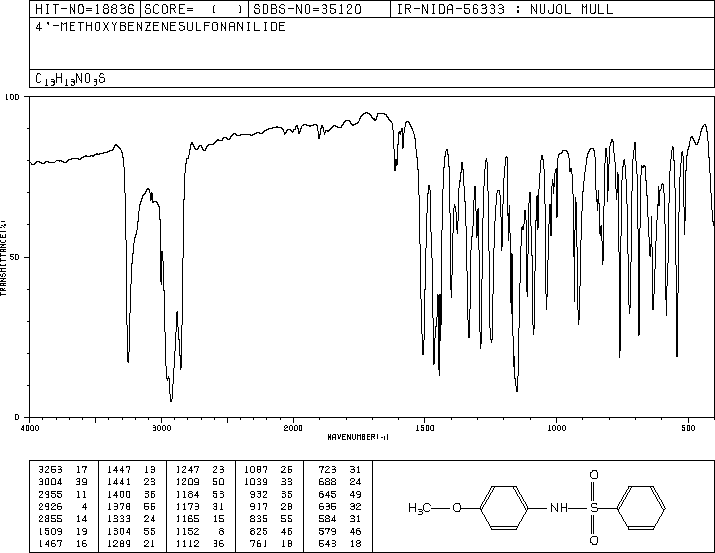 HIT-NO=18836 SCORE= ( ) SDBS-NO=35120 IR-NIDA-56333 : NUJOL MULL
4'-METHOXYBENZENESULFONANILIDE
C13H13NO3S
100
50
0
TRANSMITTANCE(%)
4000 3000 2000 1500 1000 500
WAVENUMBER(-1)
3263 17 1447 13 1247 23 1087 26 723 31
3004 39 1441 23 1209 50 1039 33 688 24
2955 11 1400 36 1184 53 932 35 645 49
2926 4 1378 56 1173 31 917 28 635 32
2855 14 1333 24 1165 15 835 55 584 31
1509 19 1304 55 1152 8 825 46 579 46
1467 16 1289 21 1112 36 761 18 543 18
H3C O NH S O O